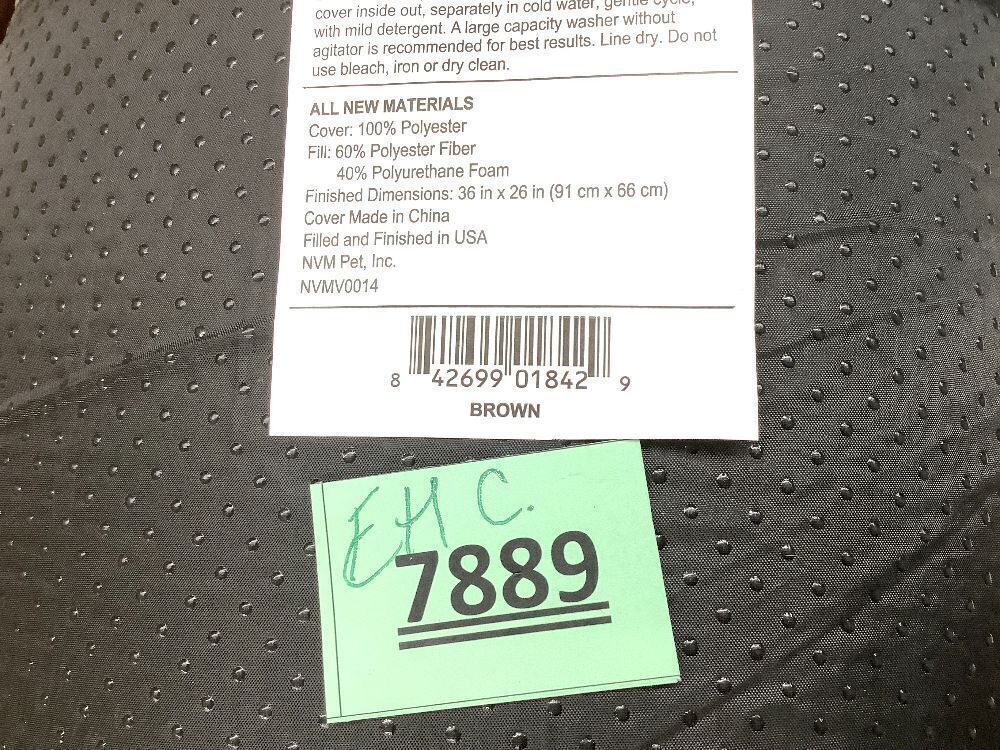 cover inside out, separately in cold water, gentle cycle,
with mild detergent. A large capacity washer without
agitator is recommended for best results. Line dry. Do not
use bleach, iron or dry clean.
ALL NEW MATERIALS
Cover: 100% Polyester
Fill: 60% Polyester Fiber
40% Polyurethane Foam
Finished Dimensions: 36 in x 26 in (91 cm x 66 cm)
Cover Made in China
Filled and Finished in USA
NVM Pet, Inc.
NVMV0014
8 42699 01842 9
BROWN
EH C.
7889